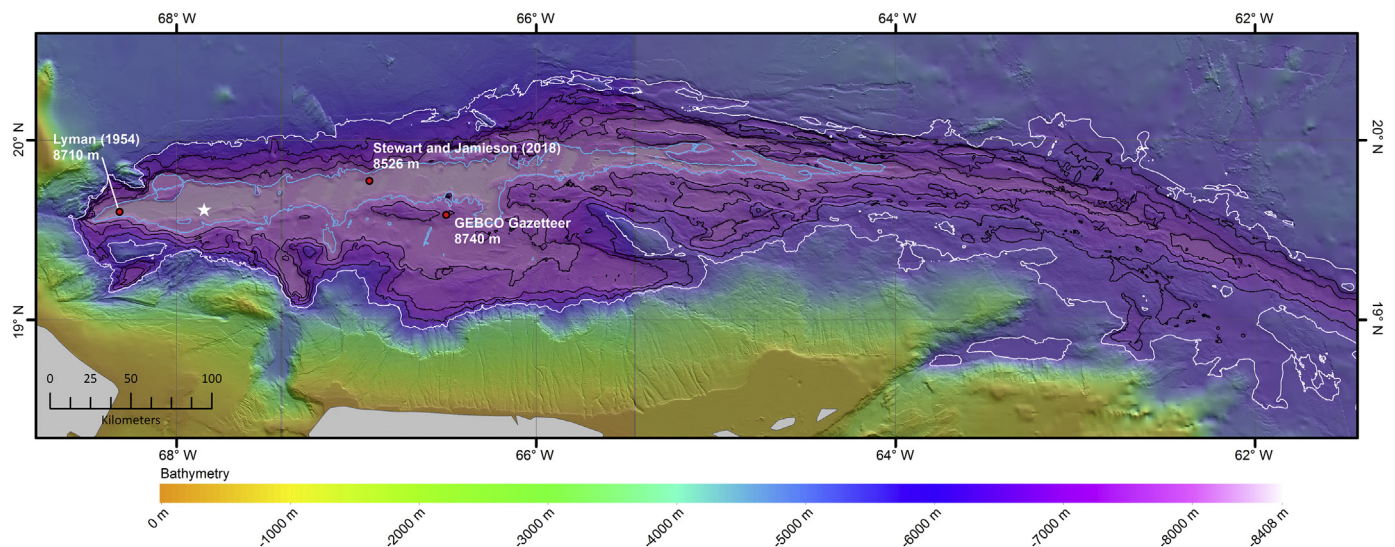 68° W 66° W 64° W 62° W
20° N
19° N
20° N
19° N
Lyman (1954)
8710 m
Stewart and Jamieson (2018)
8526 m
GEBCO Gazetteer
8740 m
0 25 50 100
Kilometers
68° W 66° W 64° W 62° W
Bathymetry
0 m -1000 m -2000 m -3000 m -4000 m -5000 m -6000 m -7000 m -8000 m -8408 m